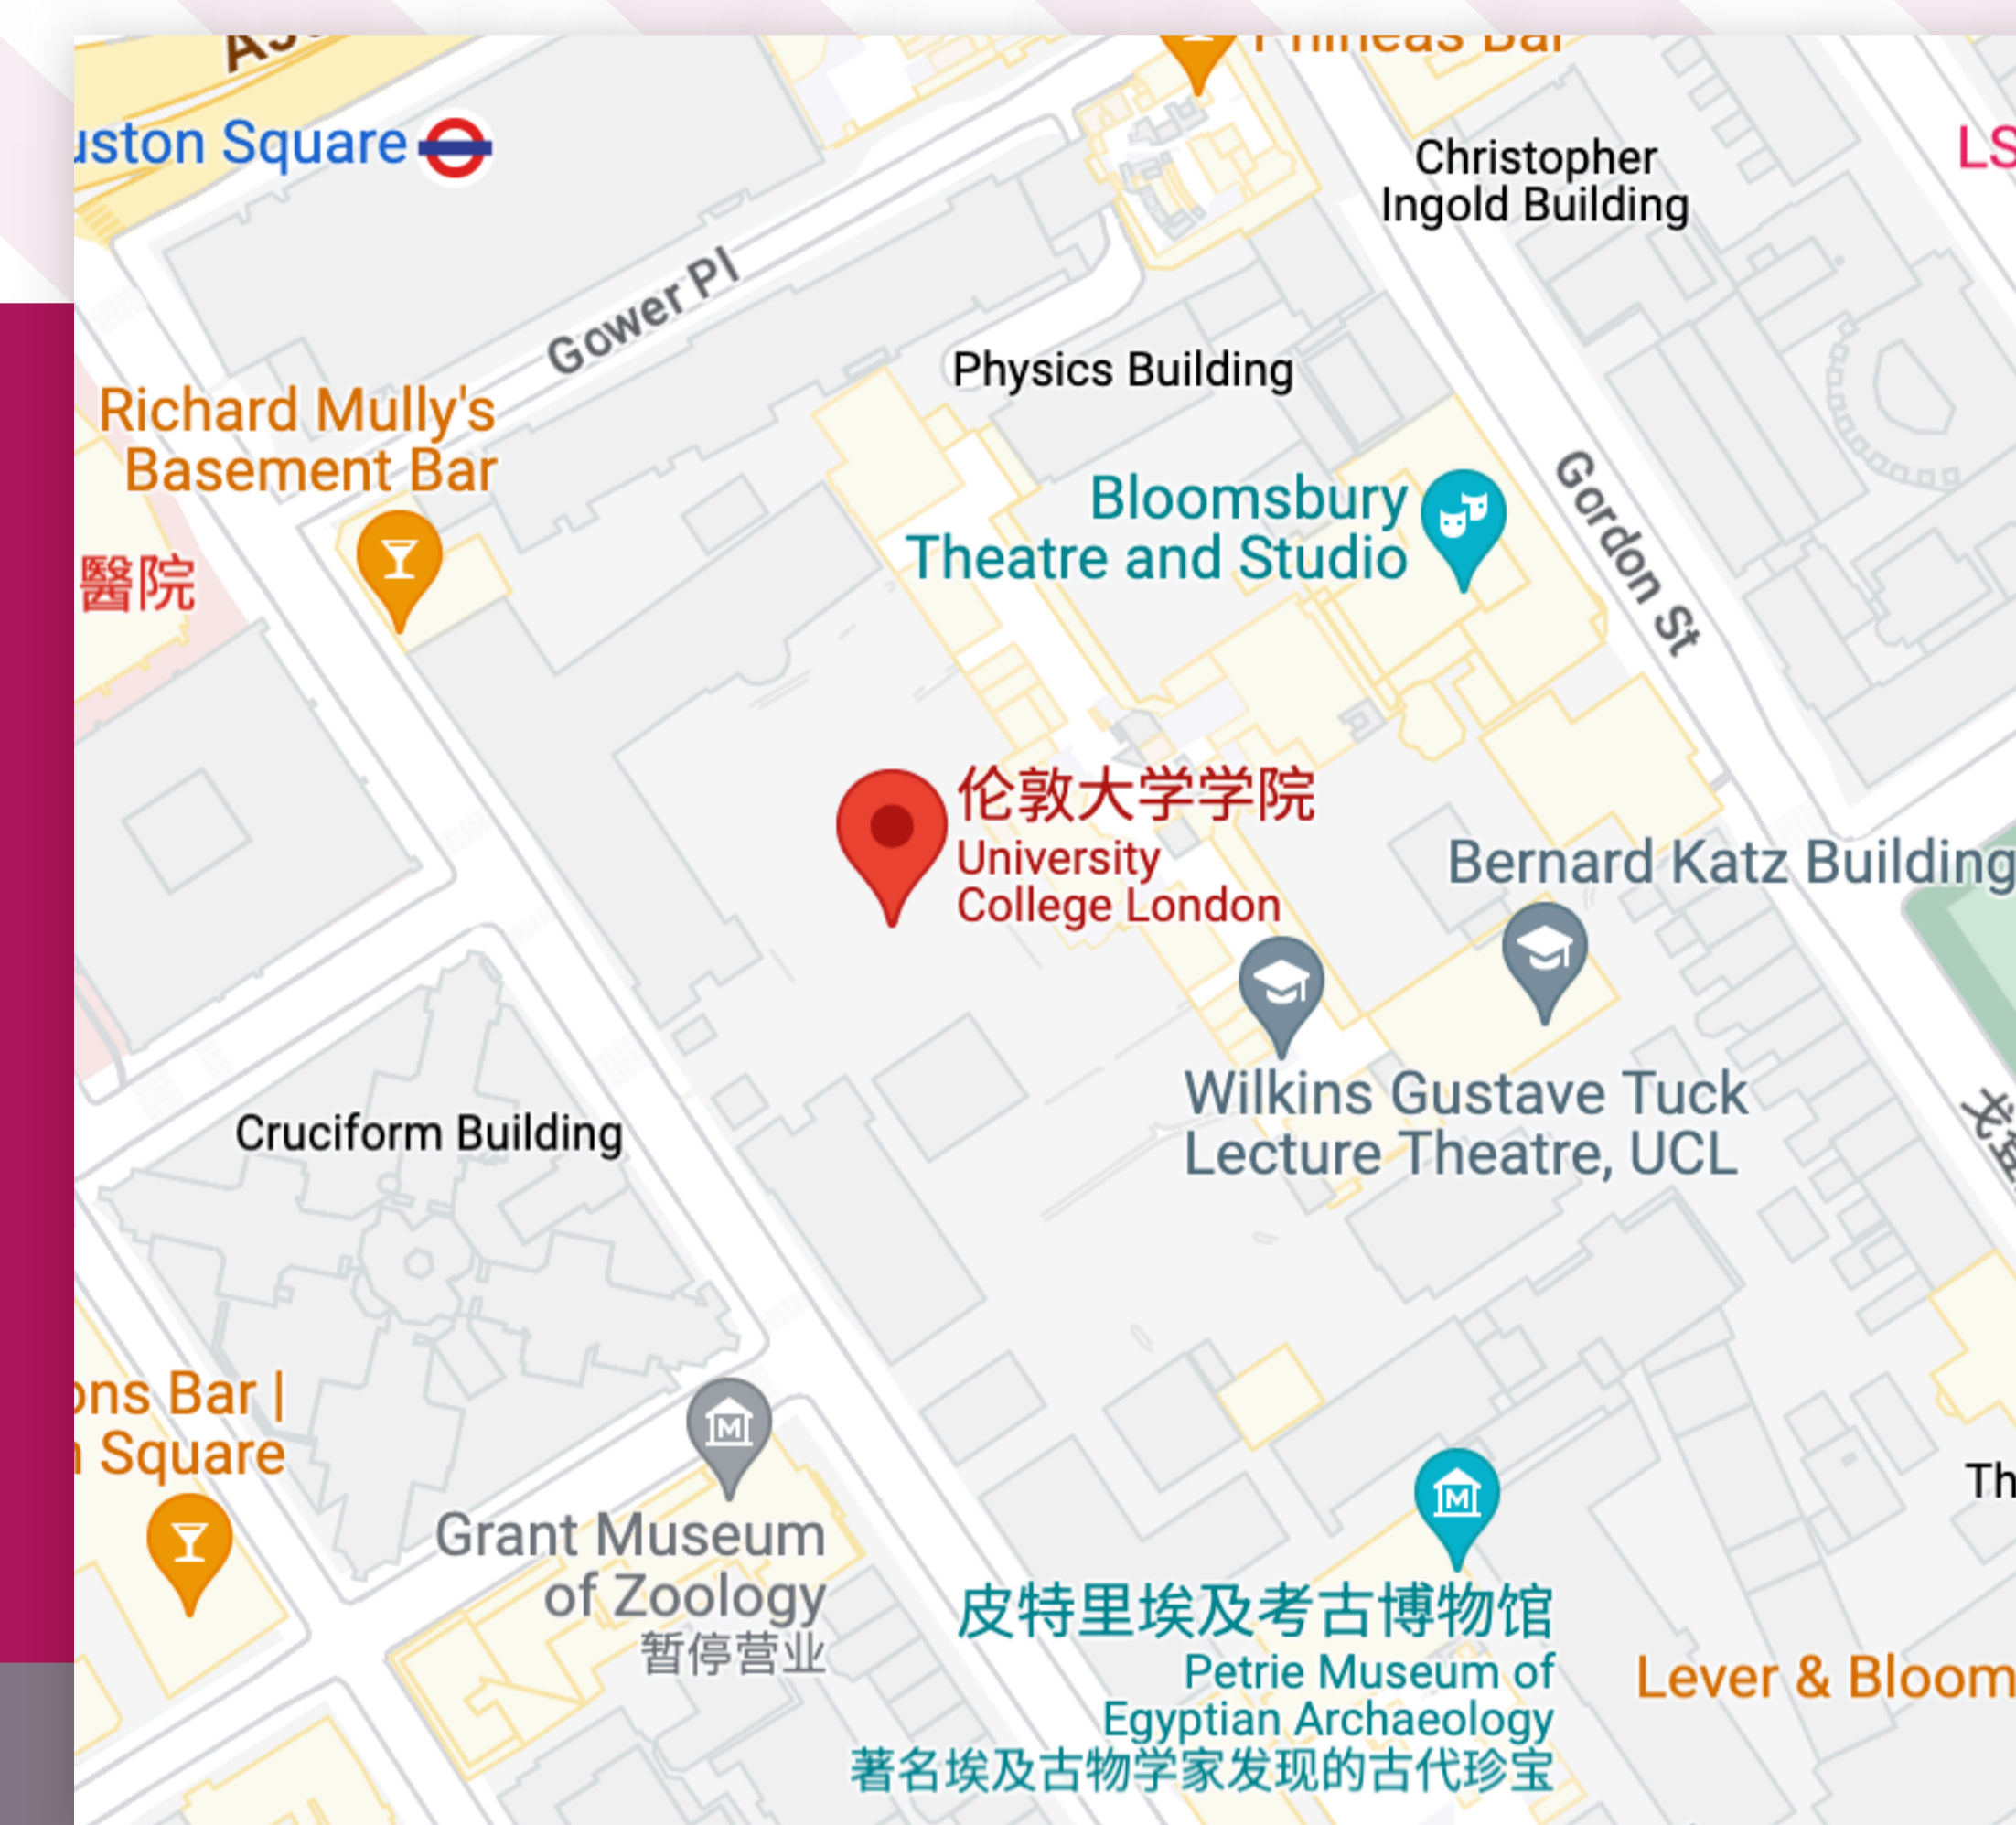 uston Square
Christopher
Ingold Building
LS
Gower Pl
Physics Building
Richard Mully's
Basement Bar
Bloomsbury
Theatre and Studio
Gordon St
醫院
伦敦大学学院
University
College London
Bernard Katz Building
Wilkins Gustave Tuck
Lecture Theatre, UCL
Cruciform Building
ons Bar |
Square
Th
Grant Museum
of Zoology
暂停营业
皮特里埃及考古博物馆
Petrie Museum of
Egyptian Archaeology
著名埃及古物学家发现的古代珍宝
Lever & Bloom